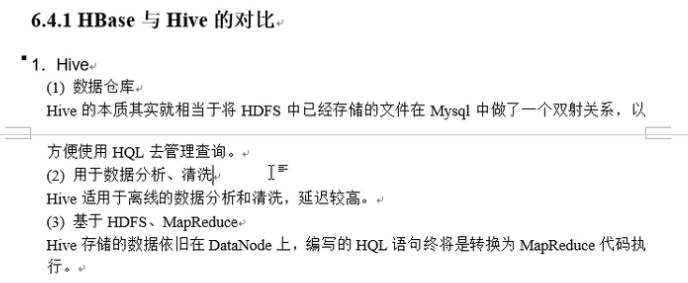 6.4.1 HBase 与 Hive 的对比
1. Hive
(1) 数据仓库
Hive 的本质其实就相当于将 HDFS 中已经存储的文件在 Mysql 中做了一个双射关系，以
方便使用 HQL 去管理查询。
(2) 用于数据分析、清洗
Hive 适用于离线的数据分析和清洗，延迟较高。
(3) 基于 HDFS、MapReduce
Hive 存储的数据依旧在 DataNode 上，编写的 HQL 语句终将是转换为 MapReduce 代码执
行。